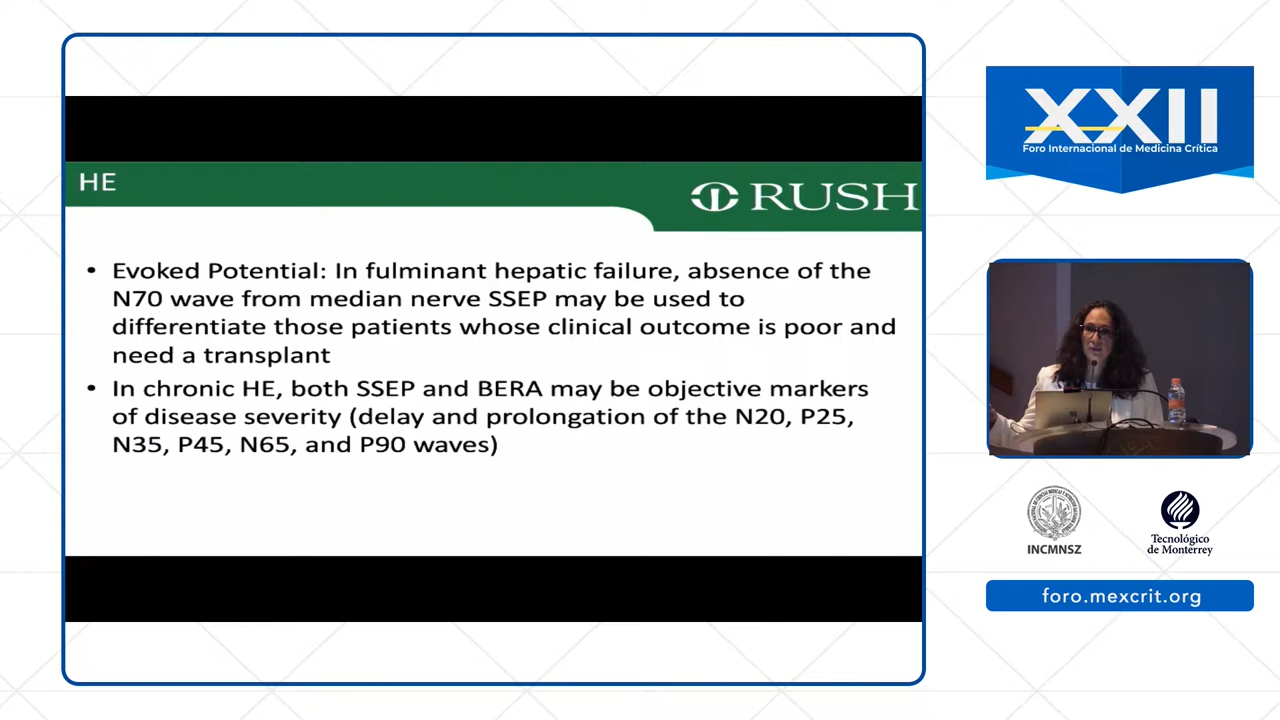 HE
RUSH
• Evoked Potential: In fulminant hepatic failure, absence of the
N70 wave from median nerve SSEP may be used to
differentiate those patients whose clinical outcome is poor and
need a transplant
• In chronic HE, both SSEP and BERA may be objective markers
of disease severity (delay and prolongation of the N20, P25,
N35, P45, N65, and P90 waves)
XXII
Foro Internacional de Medicina Crítica
INCMNSZ
Tecnológico
de Monterrey
foro.mexcrit.org